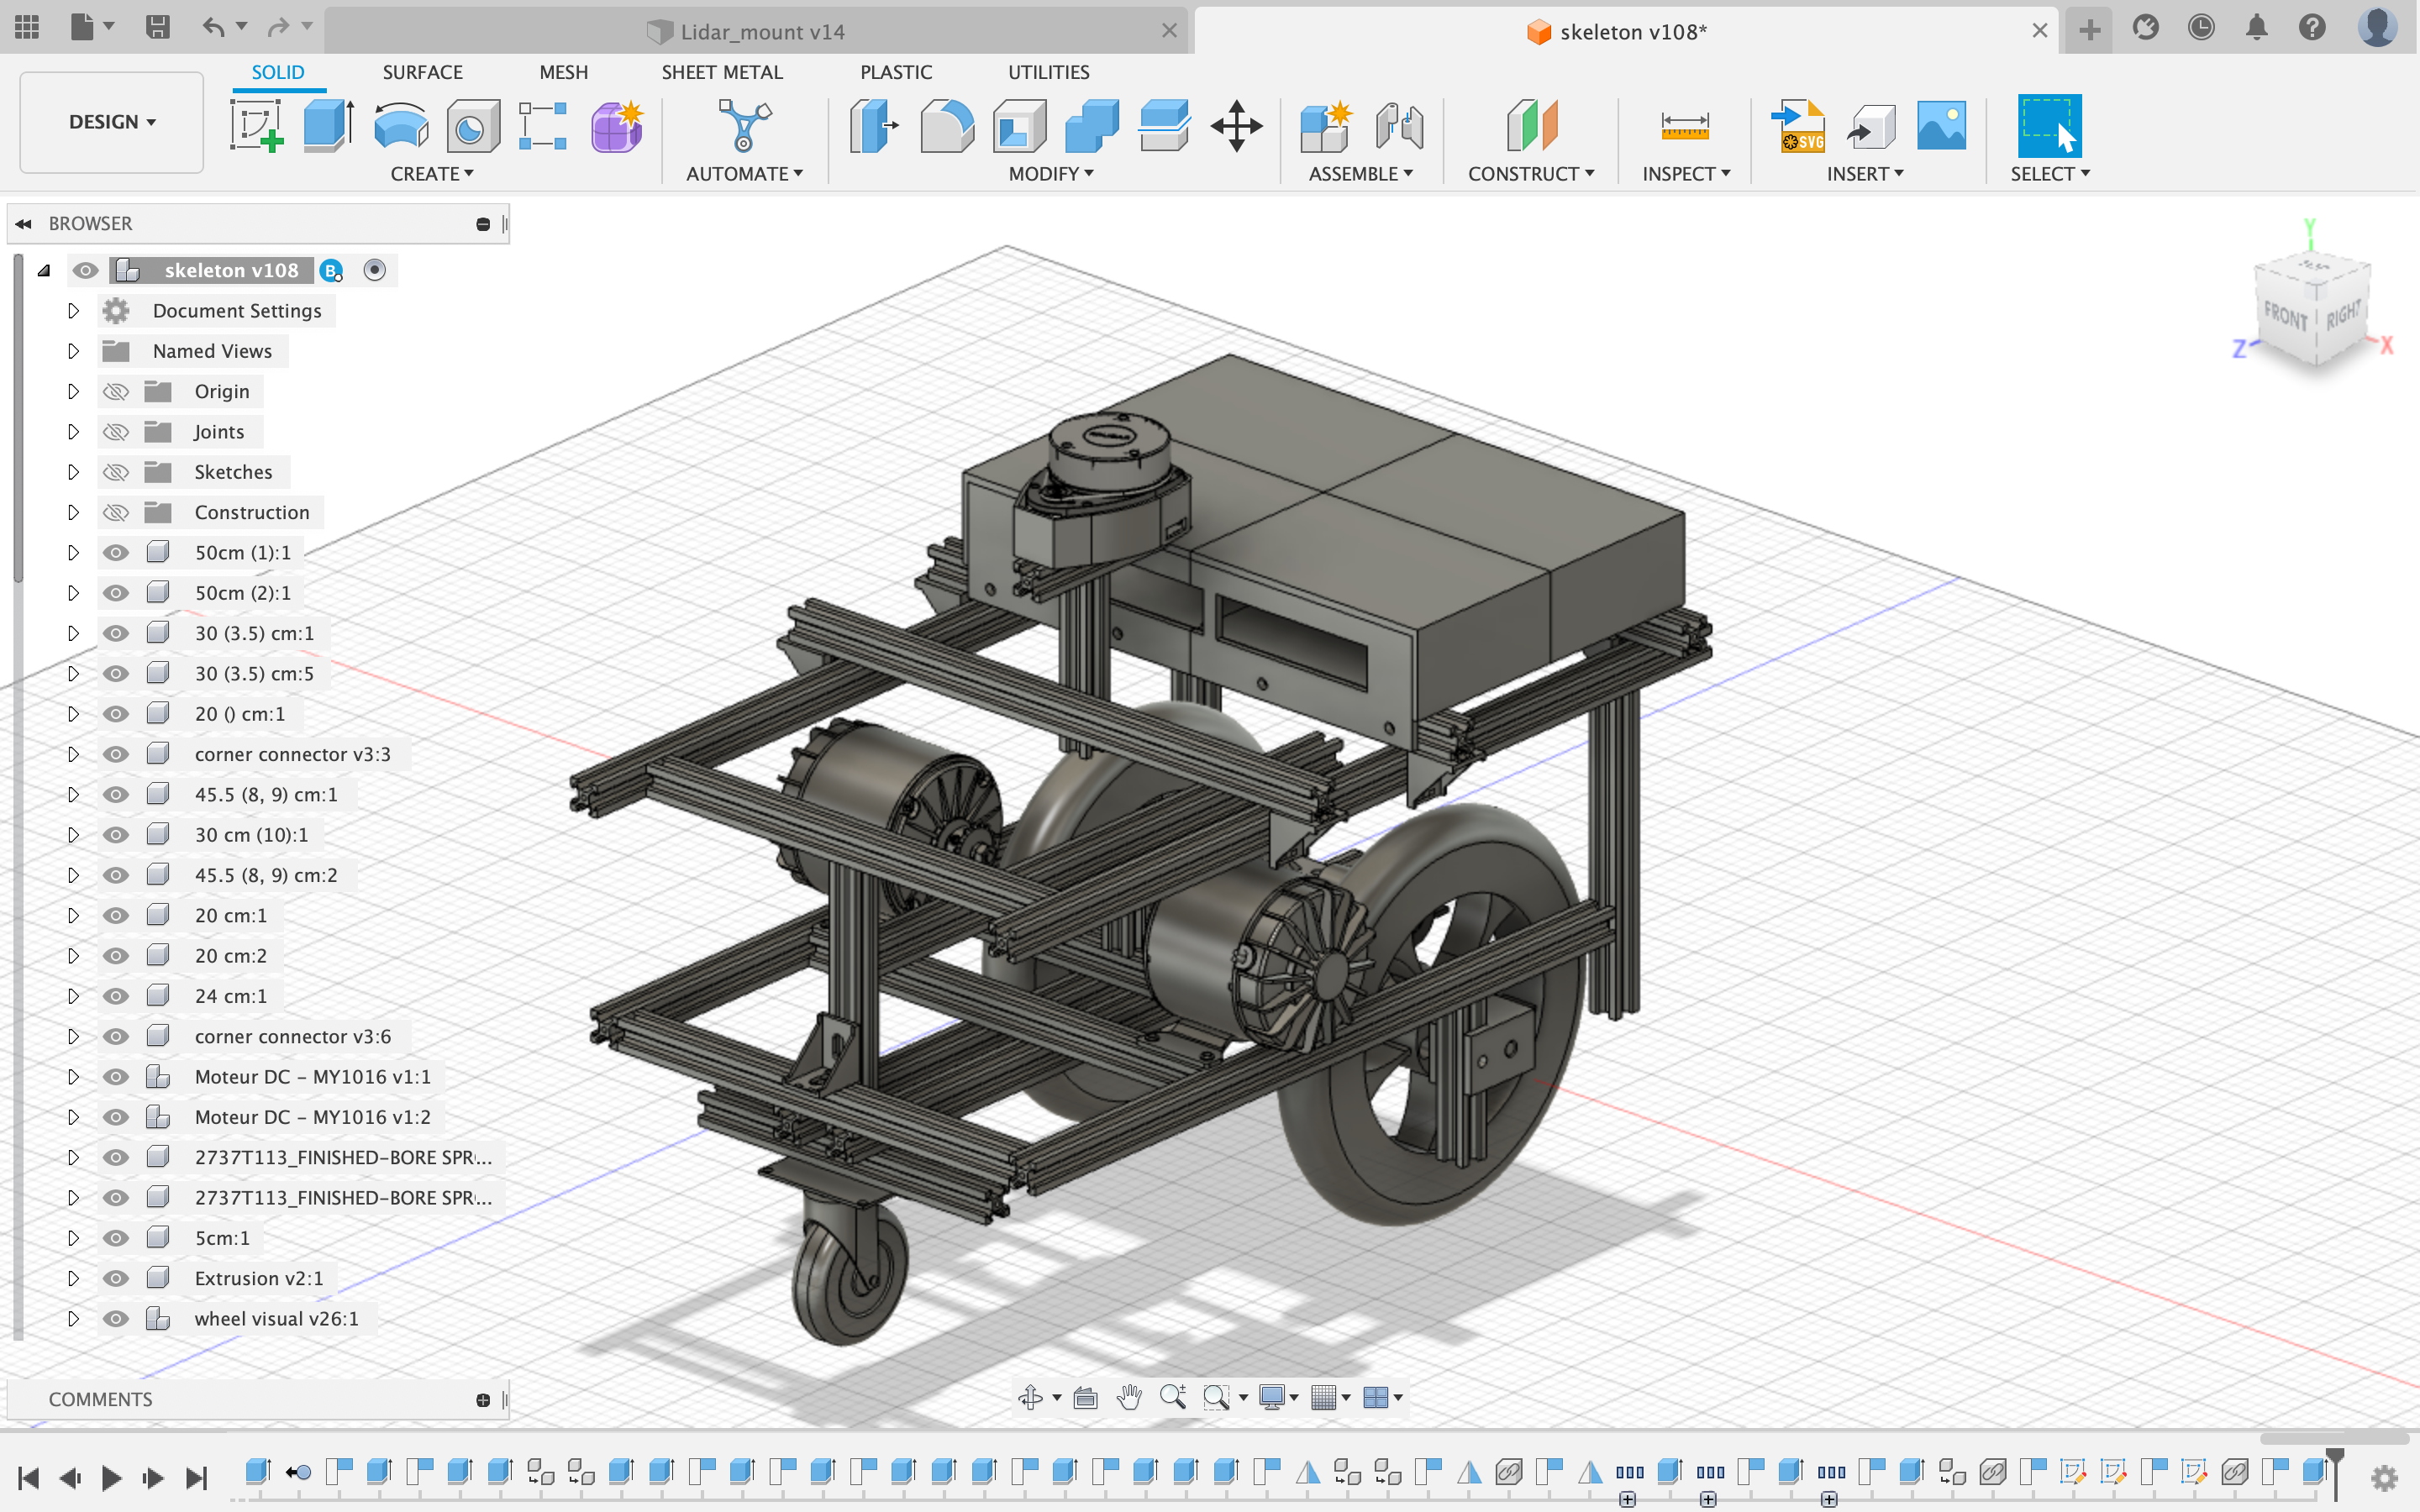 Lidar_mount v14
skeleton v108*
SOLID
SURFACE
MESH
SHEET METAL
PLASTIC
UTILITIES
DESIGN
SVG
CREATE
AUTOMATE
MODIFY
ASSEMBLE
CONSTRUCT
INSPECT
INSERT
SELECT
BROWSER
skeleton v108
B
Document Settings
Named Views
Origin
Joints
Sketches
Construction
50cm (1):1
50cm (2):1
30 (3.5) cm:1
30 (3.5) cm:5
20 () cm:1
corner connector v3:3
45.5 (8, 9) cm:1
30 cm (10):1
45.5 (8, 9) cm:2
20 cm:1
20 cm:2
24 cm:1
corner connector v3:6
Moteur DC - MY1016 v1:1
Moteur DC - MY1016 v1:2
2737T113_FINISHED-BORE SPR...
2737T113_FINISHED-BORE SPR...
5cm:1
Extrusion v2:1
wheel visual v26:1
COMMENTS
Y
FRONT
RIGHT
Z
X